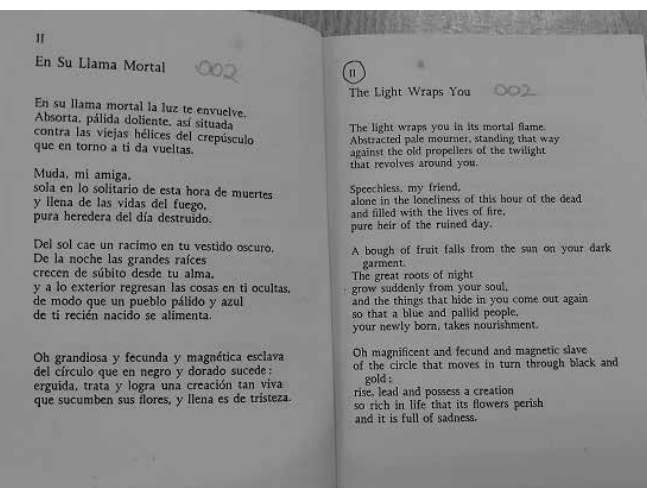 II
En Su Llama Mortal 002
En su llama mortal la luz te envuelve.
Absorta, pálida doliente, así situada
contra las viejas hélices del crepúsculo
que en torno a ti da vueltas.
Muda, mi amiga,
sola en lo solitario de esta hora de muertes
y llena de las vidas del fuego,
pura heredera del día destruido.
Del sol cae un racimo en tu vestido oscuro.
De la noche las grandes raíces
crecen de súbito desde tu alma,
y a lo exterior regresan las cosas en ti ocultas,
de modo que un pueblo pálido y azul
de ti recién nacido se alimenta.
Oh grandiosa y fecunda y magnética esclava
del círculo que en negro y dorado sucede:
erguida, trata y logra una creación tan viva
que sucumben sus flores, y llena es de tristeza.
II
The Light Wraps You 002
The light wraps you in its mortal flame.
Abstracted pale mourner, standing that way
against the old propellers of the twilight
that revolves around you.
Speechless, my friend,
alone in the loneliness of this hour of the dead
and filled with the lives of fire,
pure heir of the ruined day.
A bough of fruit falls from the sun on your dark
garment.
The great roots of night
grow suddenly from your soul,
and the things that hide in you come out again
so that a blue and pallid people,
your newly born, takes nourishment.
Oh magnificent and fecund and magnetic slave
of the circle that moves in turn through black and
gold:
rise, lead and possess a creation
so rich in life that its flowers perish
and it is full of sadness.